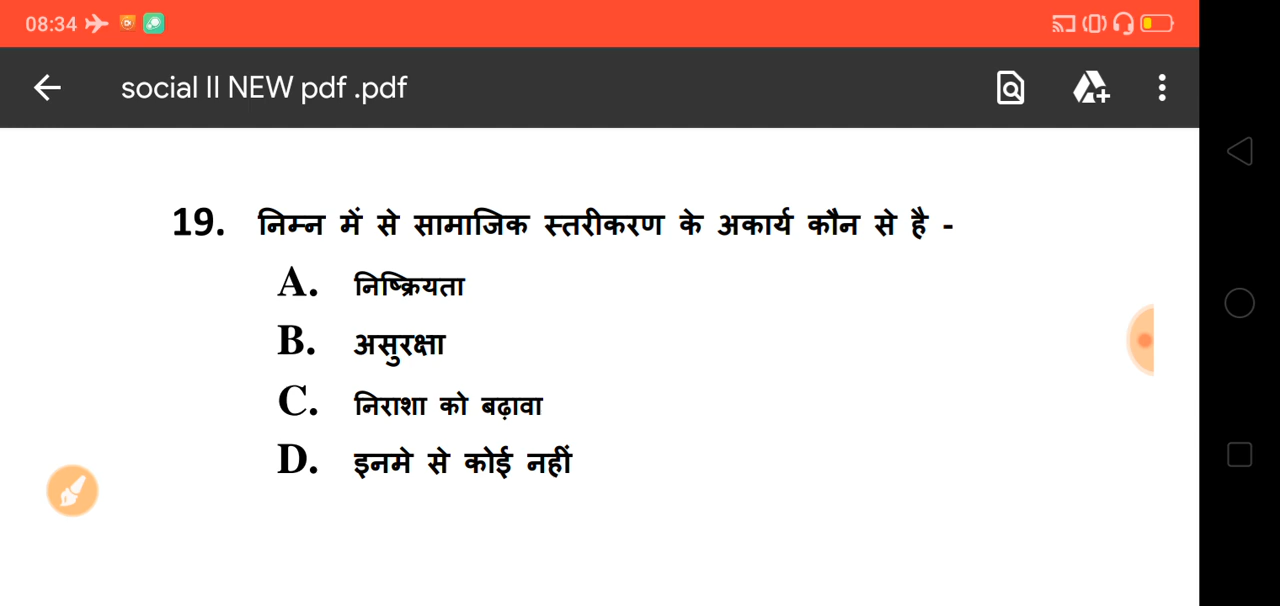 08:34
social II NEW pdf .pdf
19. निम्न में से सामाजिक स्तरीकरण के अकार्य कौन से है -
A. निष्क्रियता
B. असुरक्षा
C. निराशा को बढ़ावा
D. इनमे से कोई नहीं